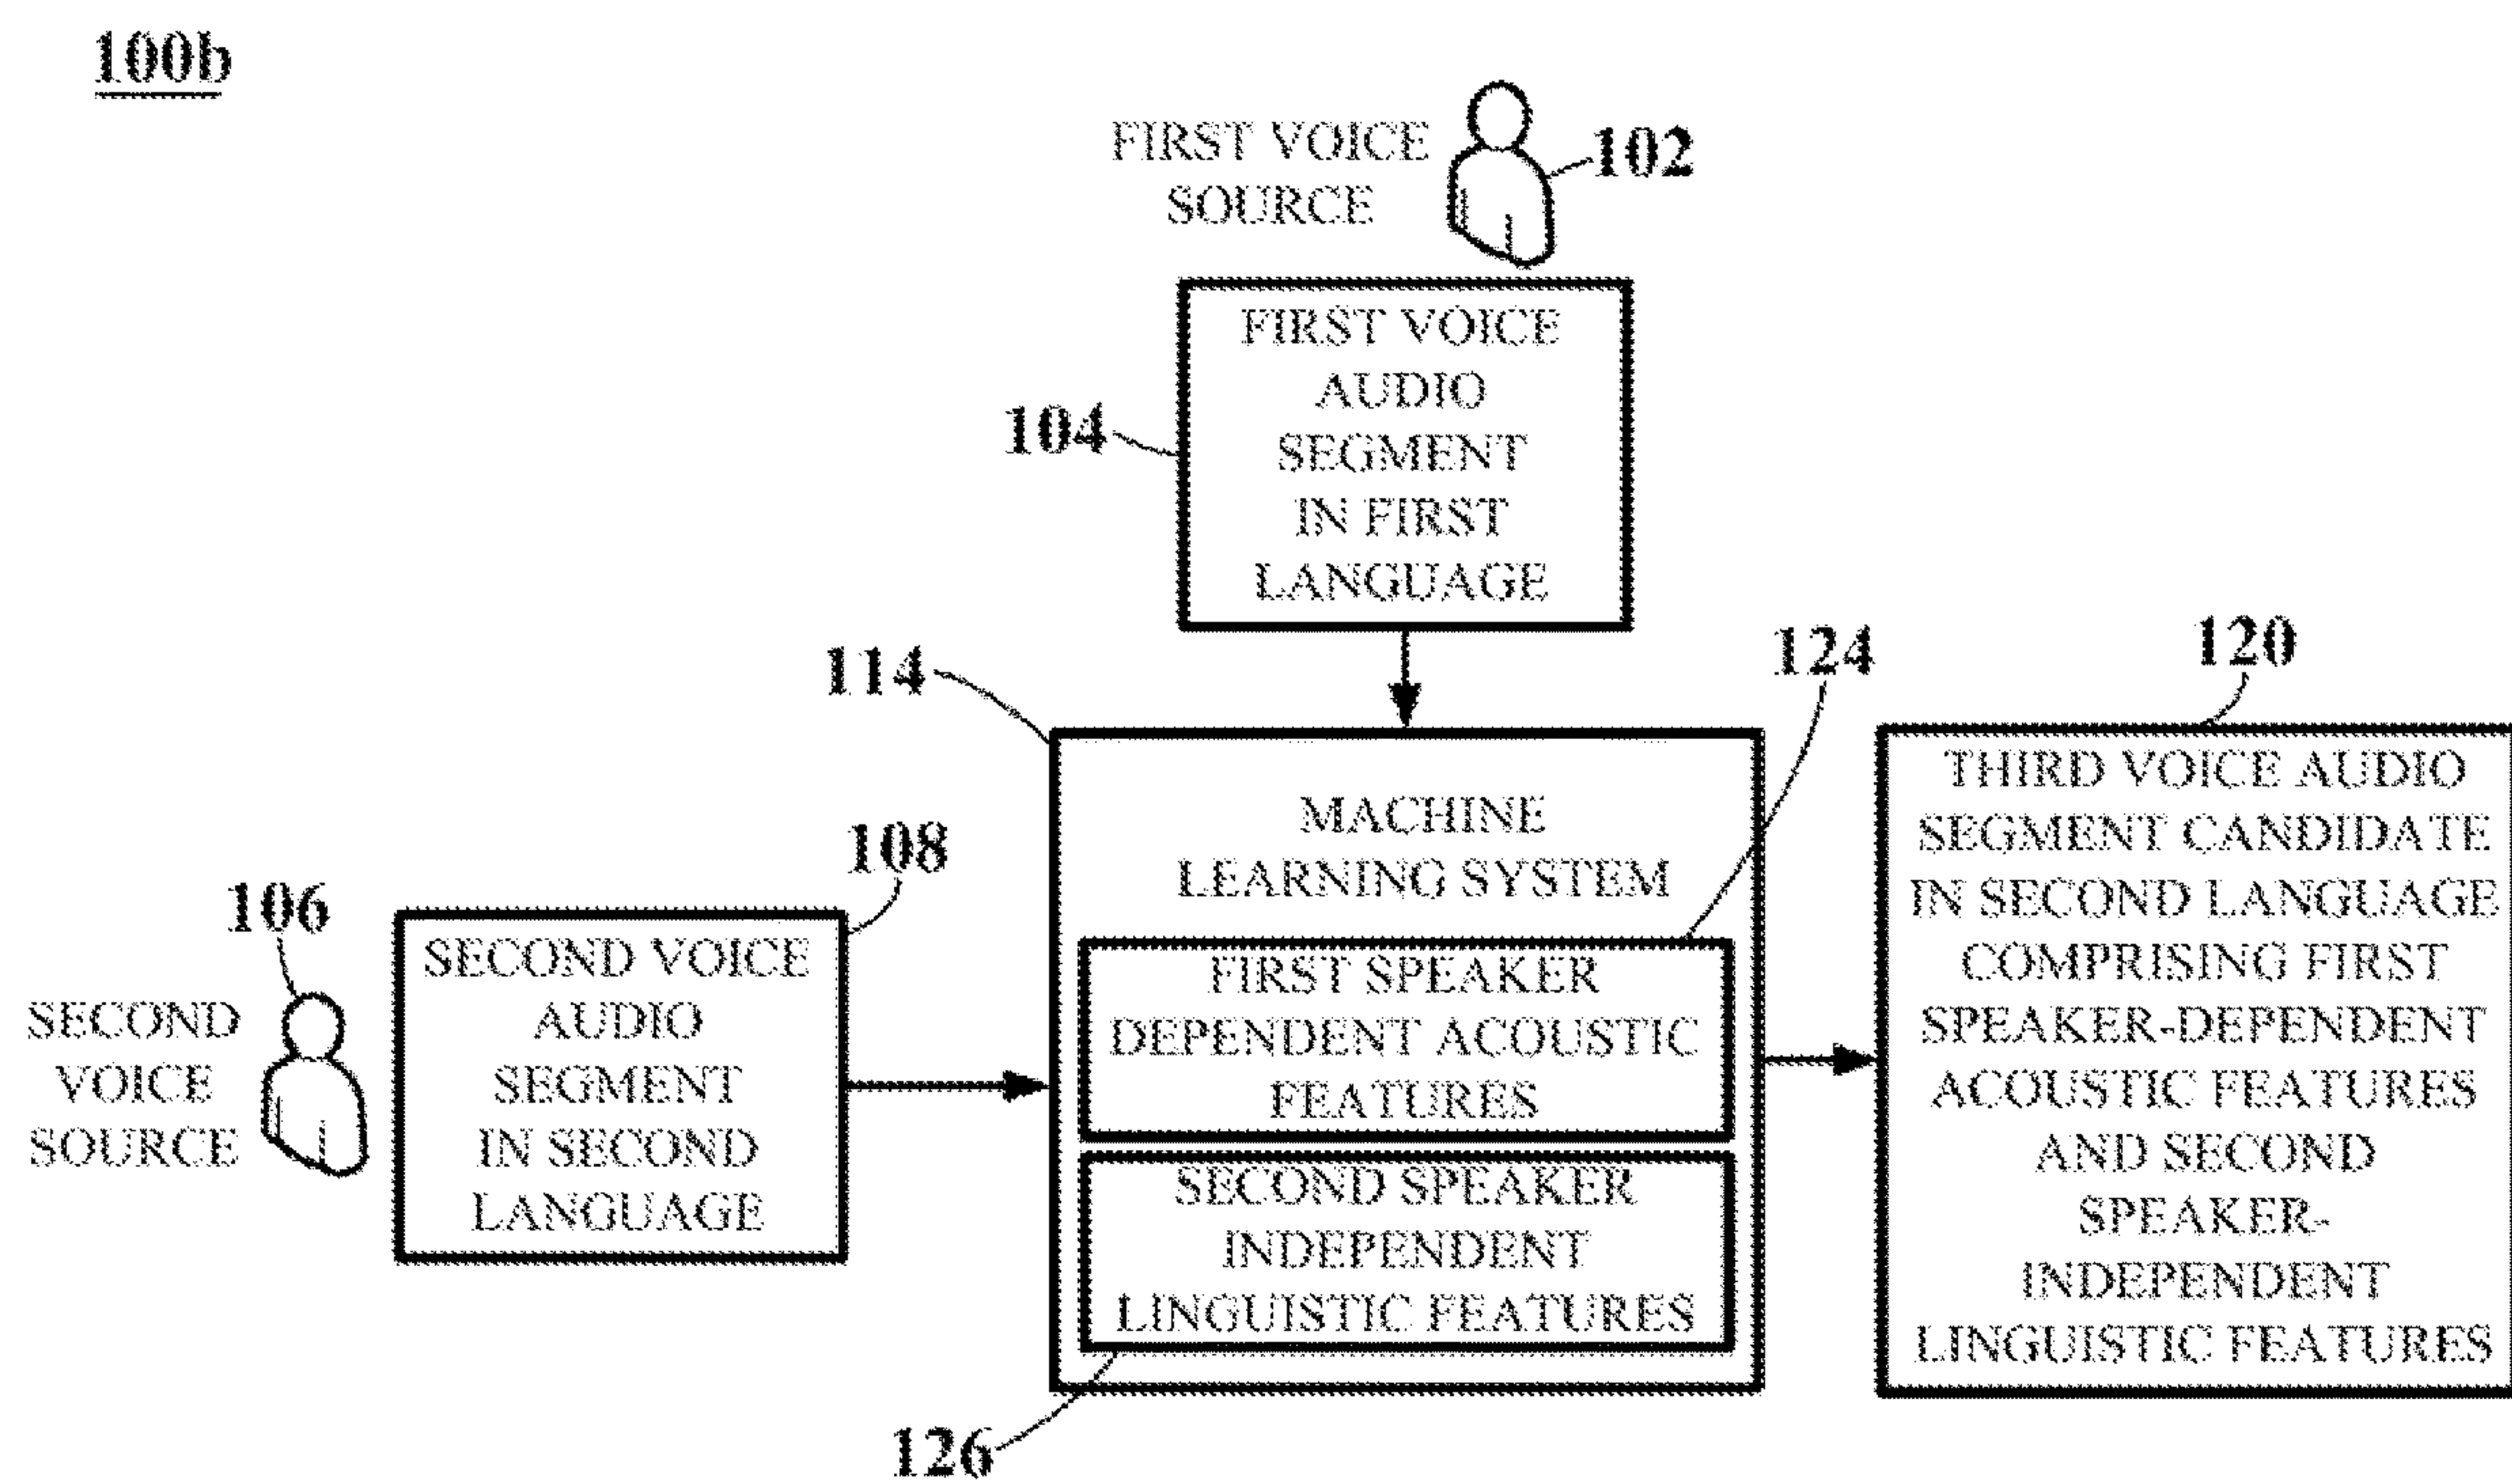 100b
FIRST VOICE
SOURCE
102
104
FIRST VOICE
AUDIO
SEGMENT
IN FIRST
LANGUAGE
114
124
120
MACHINE
LEARNING SYSTEM
FIRST SPEAKER
DEPENDENT ACOUSTIC
FEATURES
SECOND SPEAKER
INDEPENDENT
LINGUISTIC FEATURES
126
108
106
SECOND
VOICE
SOURCE
SECOND VOICE
AUDIO
SEGMENT
IN SECOND
LANGUAGE
THIRD VOICE AUDIO
SEGMENT CANDIDATE
IN SECOND LANGUAGE
COMPRISING FIRST
SPEAKER-DEPENDENT
ACOUSTIC FEATURES
AND SECOND
SPEAKER-
INDEPENDENT
LINGUISTIC FEATURES